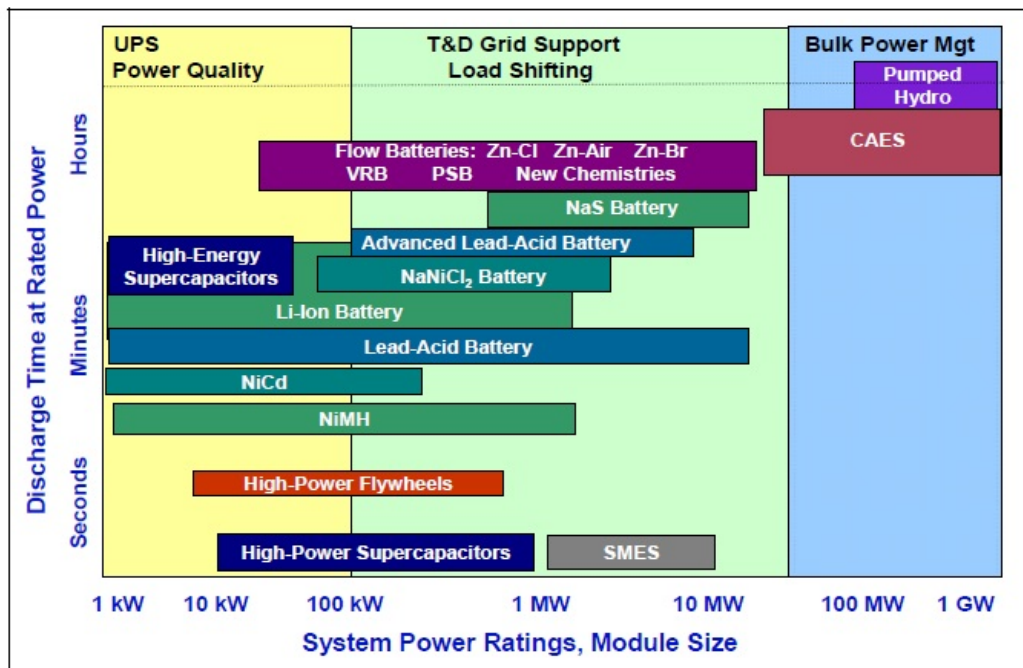 UPS
Power Quality
T&D Grid Support
Load Shifting
Bulk Power Mgt
Pumped
Hydro
CAES
Flow Batteries: Zn-Cl Zn-Air Zn-Br
VRB PSB New Chemistries
NaS Battery
Advanced Lead-Acid Battery
High-Energy
Supercapacitors
NaNiCl₂ Battery
Li-Ion Battery
Lead-Acid Battery
NiCd
NiMH
High-Power Flywheels
High-Power Supercapacitors
SMES
Discharge Time at Rated Power
Hours
Minutes
Seconds
1 kW 10 kW 100 kW 1 MW 10 MW 100 MW 1 GW
System Power Ratings, Module Size